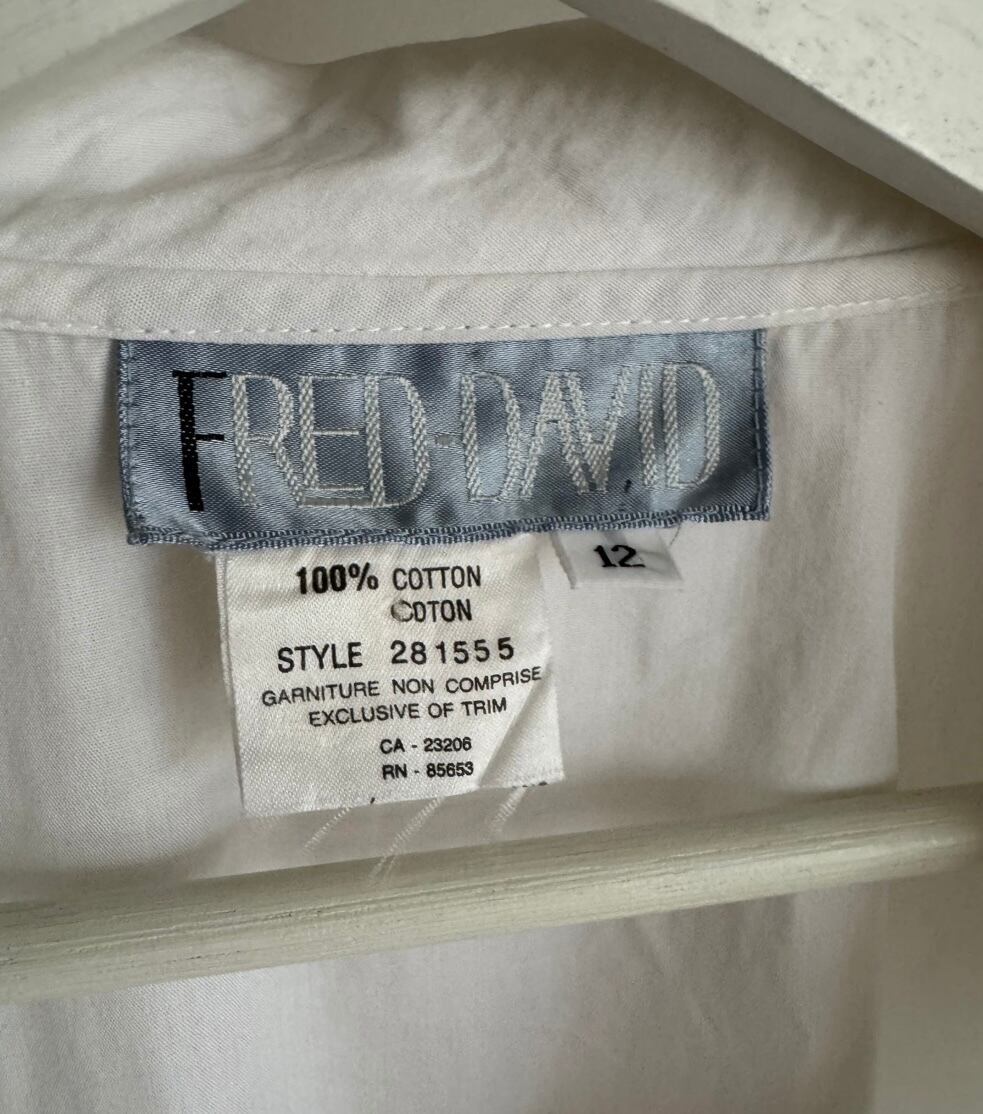 FRED·DAVID
12
100% COTTON
COTON
STYLE 281555
GARNITURE NON COMPRISE
EXCLUSIVE OF TRIM
CA - 23206
RN - 85653